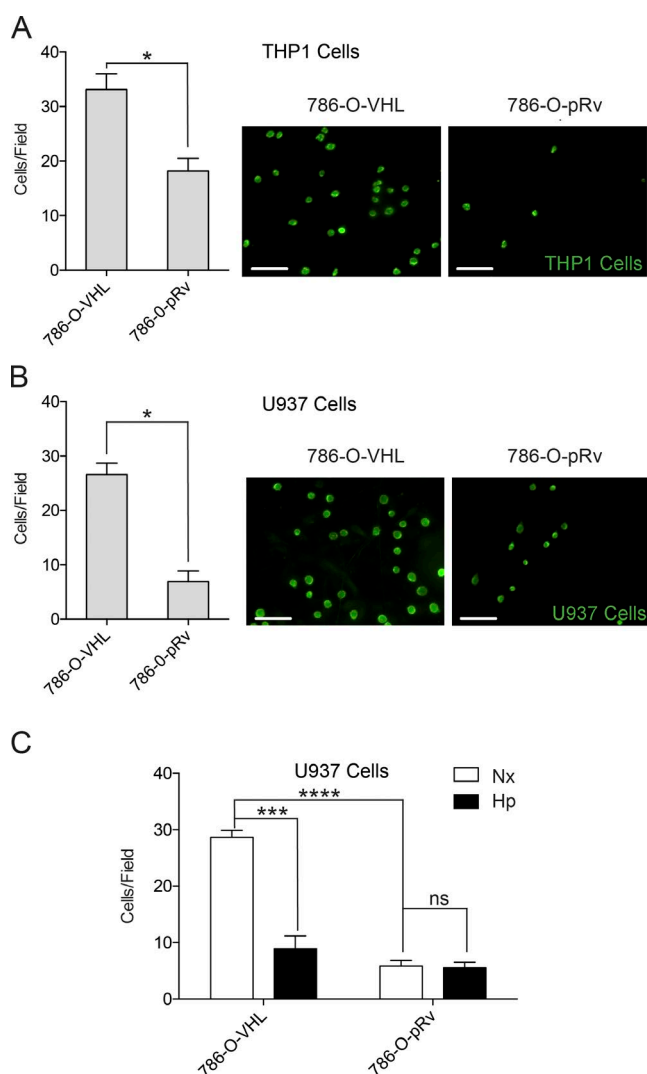 A
THP1 Cells
40
30
20
10
0
Cells/Field
*
786-O-VHL
786-0-pRv
786-O-VHL
786-O-pRv
THP1 Cells
B
U937 Cells
40
30
20
10
0
Cells/Field
*
786-O-VHL
786-0-pRv
786-O-VHL
786-O-pRv
U937 Cells
C
U937 Cells
Nx
Hp
40
30
20
10
0
Cells/Field
****
***
ns
786-O-VHL
786-O-pRv